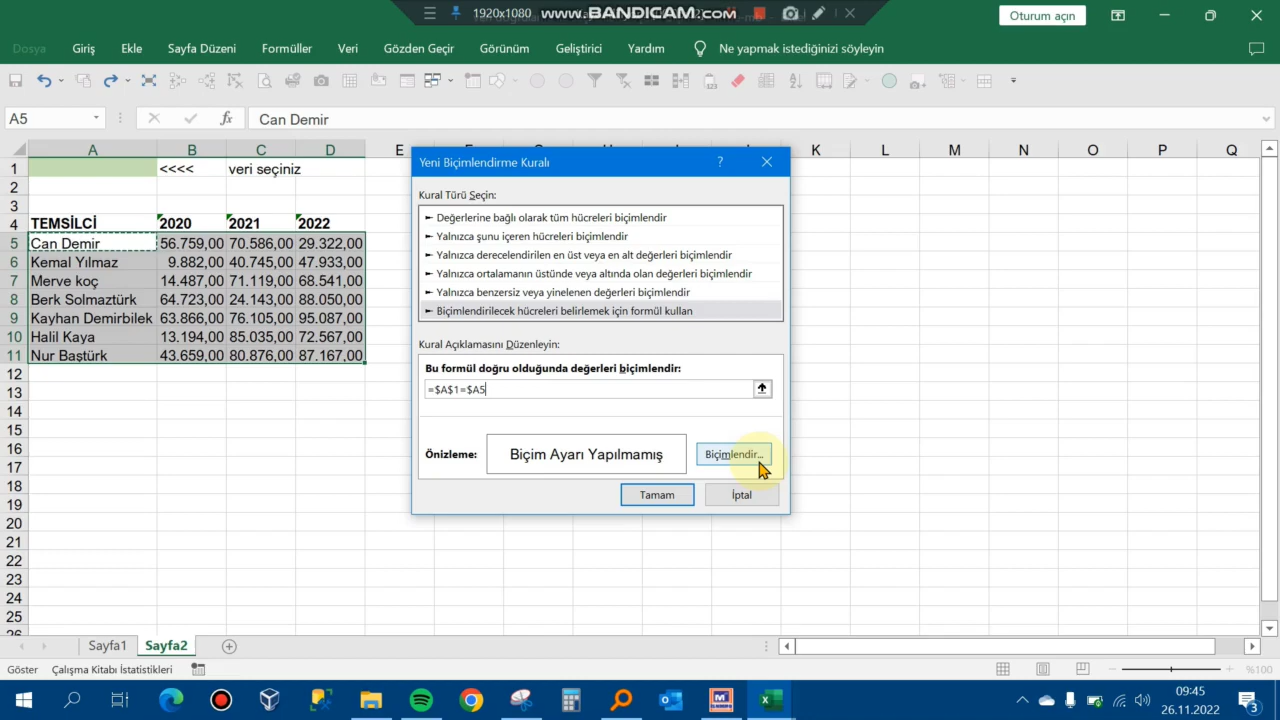 1920x1080 www.BANDICAM.com
Oturum açın
Dosya Giriş Ekle Sayfa Düzeni Formüller Veri Gözden Geçir Görünüm Geliştirici Yardım Ne yapmak istediğinizi söyleyin
A5 fx Can Demir
A B C D E K L M N O P Q
1 <<<< veri seçiniz
2
3
4 TEMSİLCİ 2020 2021 2022
5 Can Demir 56.759,00 70.586,00 29.322,00
6 Kemal Yılmaz 9.882,00 40.745,00 47.933,00
7 Merve koç 14.487,00 71.119,00 68.541,00
8 Berk Solmaztürk 64.723,00 24.143,00 88.050,00
9 Kayhan Demirbilek 63.866,00 76.105,00 95.087,00
10 Halil Kaya 13.194,00 85.035,00 72.567,00
11 Nur Baştürk 43.659,00 80.876,00 87.167,00
12
13
14
15
16
17
18
19
20
21
22
23
24
25
26
Yeni Biçimlendirme Kuralı ?
Kural Türü Seçin:
► Değerlerine bağlı olarak tüm hücreleri biçimlendir
► Yalnızca şunu içeren hücreleri biçimlendir
► Yalnızca derecelendirilen en üst veya en alt değerleri biçimlendir
► Yalnızca ortalamanın üstünde veya altında olan değerleri biçimlendir
► Yalnızca benzersiz veya yinelenen değerleri biçimlendir
► Biçimlendirilecek hücreleri belirlemek için formül kullan
Kural Açıklamasını Düzenleyin:
Bu formül doğru olduğunda değerleri biçimlendir:
=$A$1=$A5
Önizleme: Biçim Ayarı Yapılmamış Biçimlendir...
Tamam İptal
Sayfa1 Sayfa2
Göster Çalışma Kitabı İstatistikleri %100
09:45
26.11.2022
3